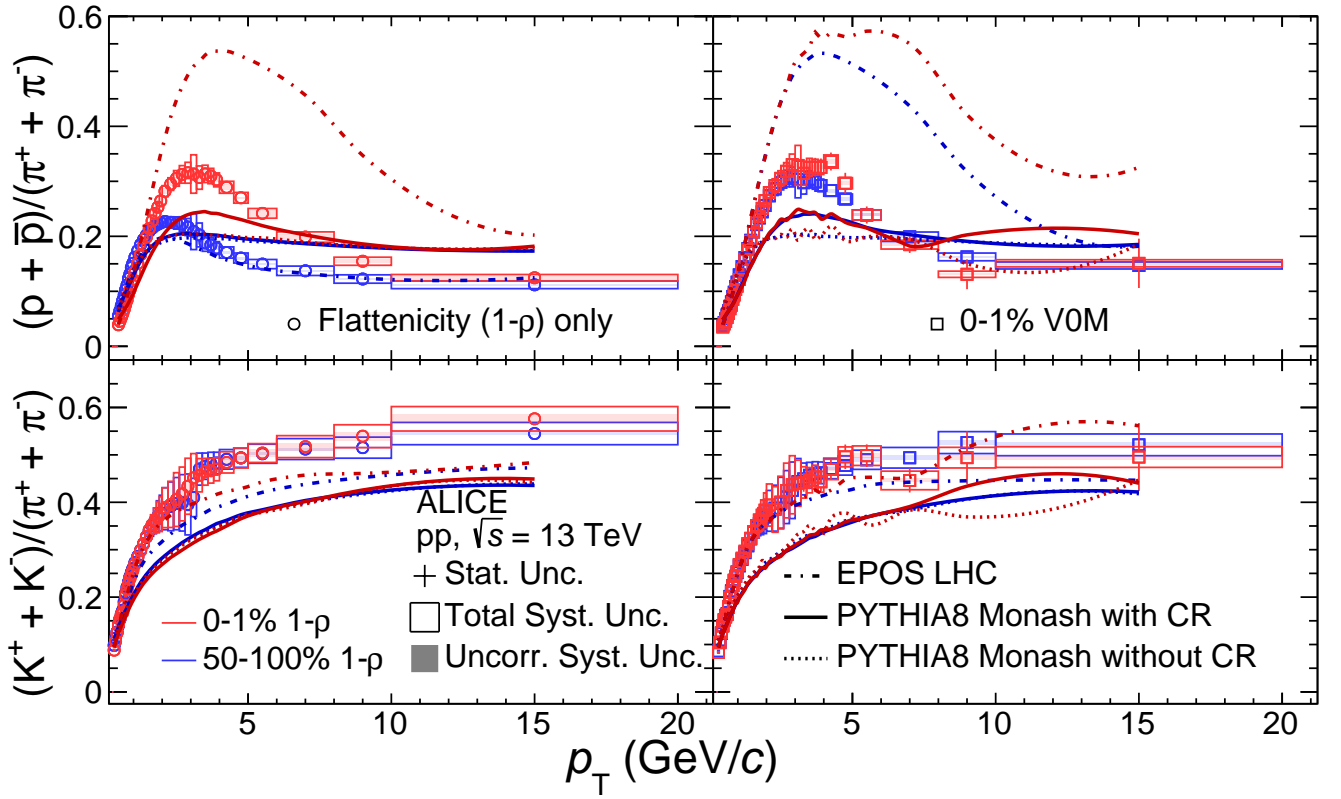 (p + p̅)/(π⁺ + π⁻)
0.6
0.4
0.2
0
Flattenicity (1-ρ) only
0-1% V0M
(K⁺ + K⁻)/(π⁺ + π⁻)
0.6
0.4
0.2
0
ALICE
pp, √s = 13 TeV
Stat. Unc.
Total Syst. Unc.
Uncorr. Syst. Unc.
0-1% 1-ρ
50-100% 1-ρ
EPOS LHC
PYTHIA8 Monash with CR
PYTHIA8 Monash without CR
5 10 15 20
5 10 15 20
p_T (GeV/c)